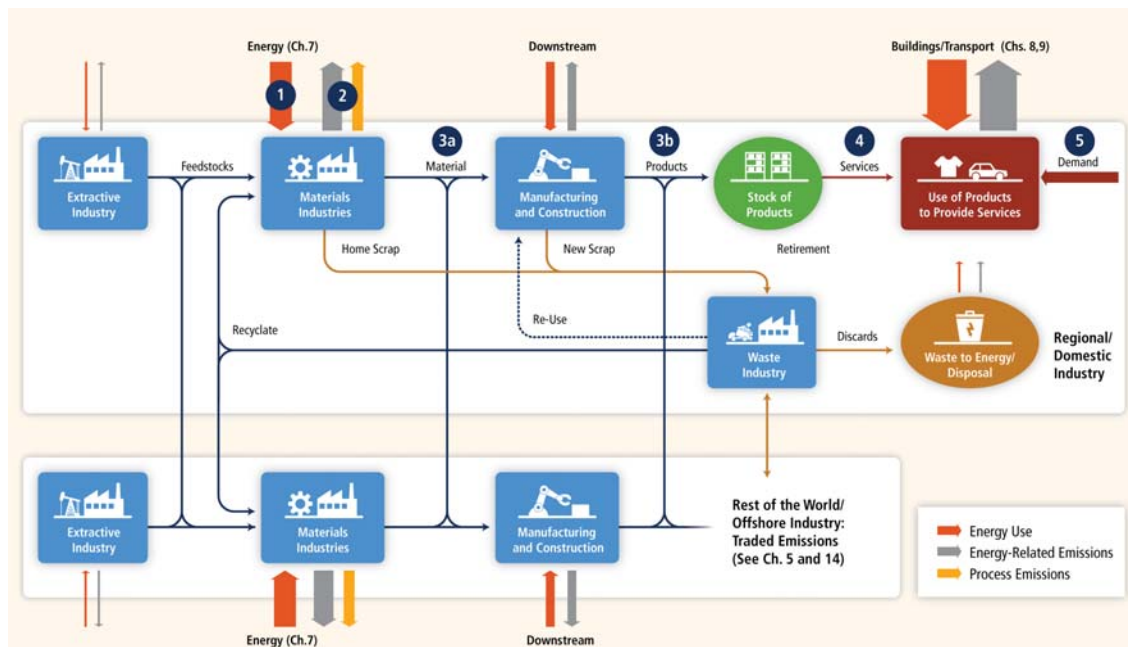 Energy (Ch.7)
Downstream
Buildings/Transport (Chs. 8,9)
1
2
3a
3b
4
5
Feedstocks
Material
Products
Services
Demand
Extractive
Industry
Materials
Industries
Manufacturing
and Construction
Stock of
Products
Use of Products
to Provide Services
Home Scrap
New Scrap
Retirement
Recyclate
Re-Use
Waste
Industry
Discards
Waste to Energy/
Disposal
Regional/
Domestic
Industry
Extractive
Industry
Materials
Industries
Manufacturing
and Construction
Rest of the World/
Offshore Industry:
Traded Emissions
(See Ch. 5 and 14)
Energy Use
Energy-Related Emissions
Process Emissions
Energy (Ch.7)
Downstream